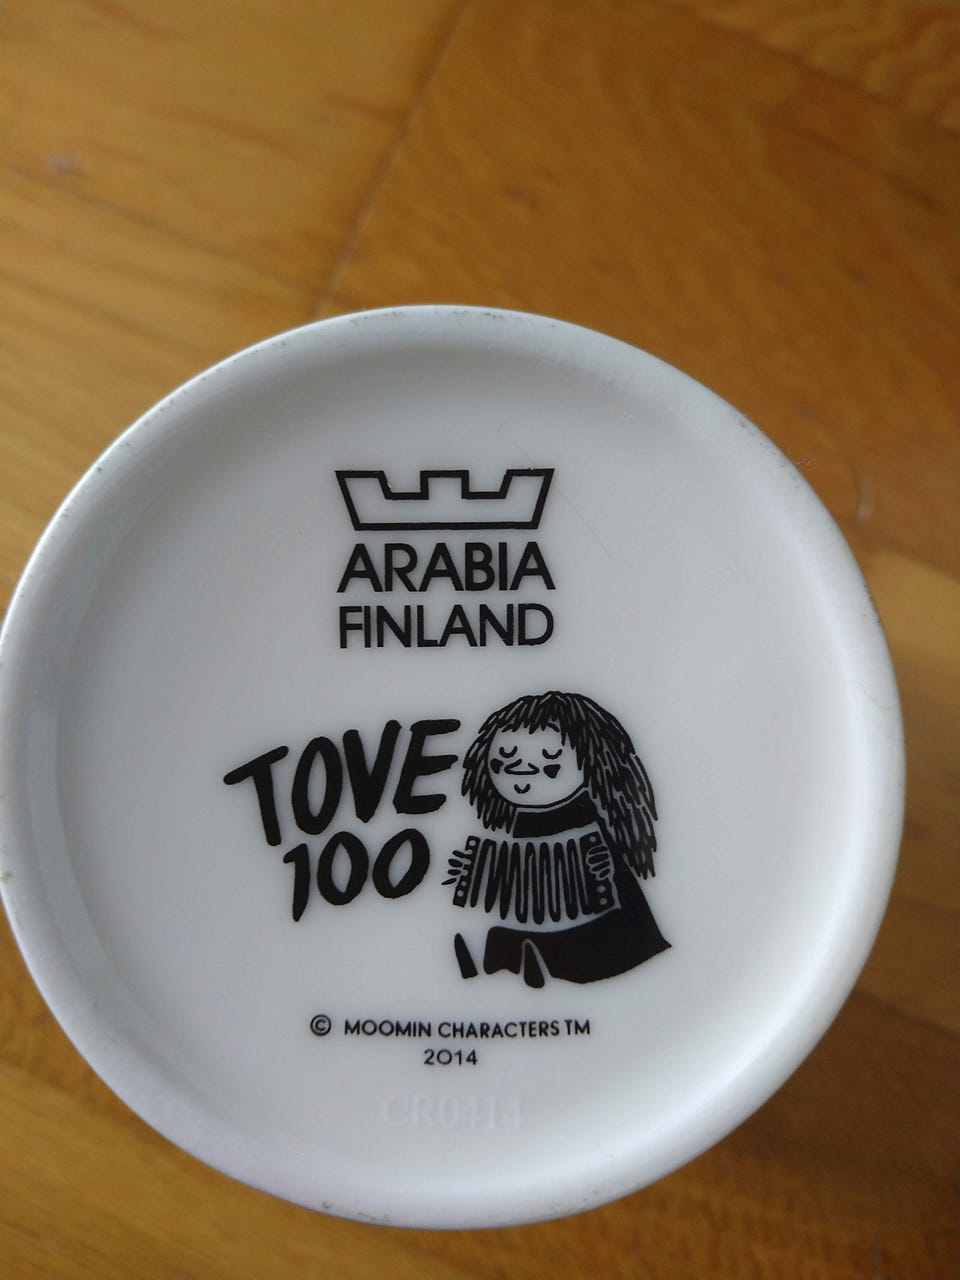 ARABIA
FINLAND
TOVE
100
© MOOMIN CHARACTERS TM
2014
CR0414